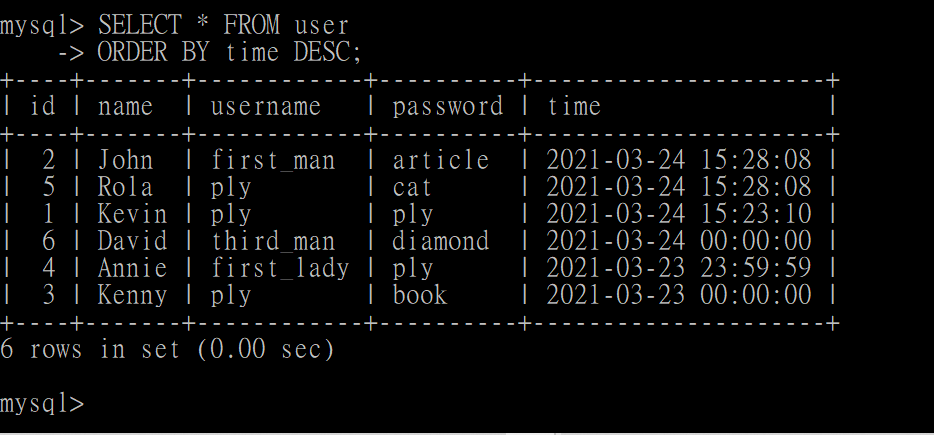 mysql> SELECT * FROM user
    -> ORDER BY time DESC;
+----+-------+------------+----------+---------------------+
| id | name  | username   | password | time                |
+----+-------+------------+----------+---------------------+
|  2 | John  | first_man  | article  | 2021-03-24 15:28:08 |
|  5 | Rola  | ply        | cat      | 2021-03-24 15:28:08 |
|  1 | Kevin | ply        | ply      | 2021-03-24 15:23:10 |
|  6 | David | third_man  | diamond  | 2021-03-24 00:00:00 |
|  4 | Annie | first_lady | ply      | 2021-03-23 23:59:59 |
|  3 | Kenny | ply        | book     | 2021-03-23 00:00:00 |
+----+-------+------------+----------+---------------------+
6 rows in set (0.00 sec)
mysql>